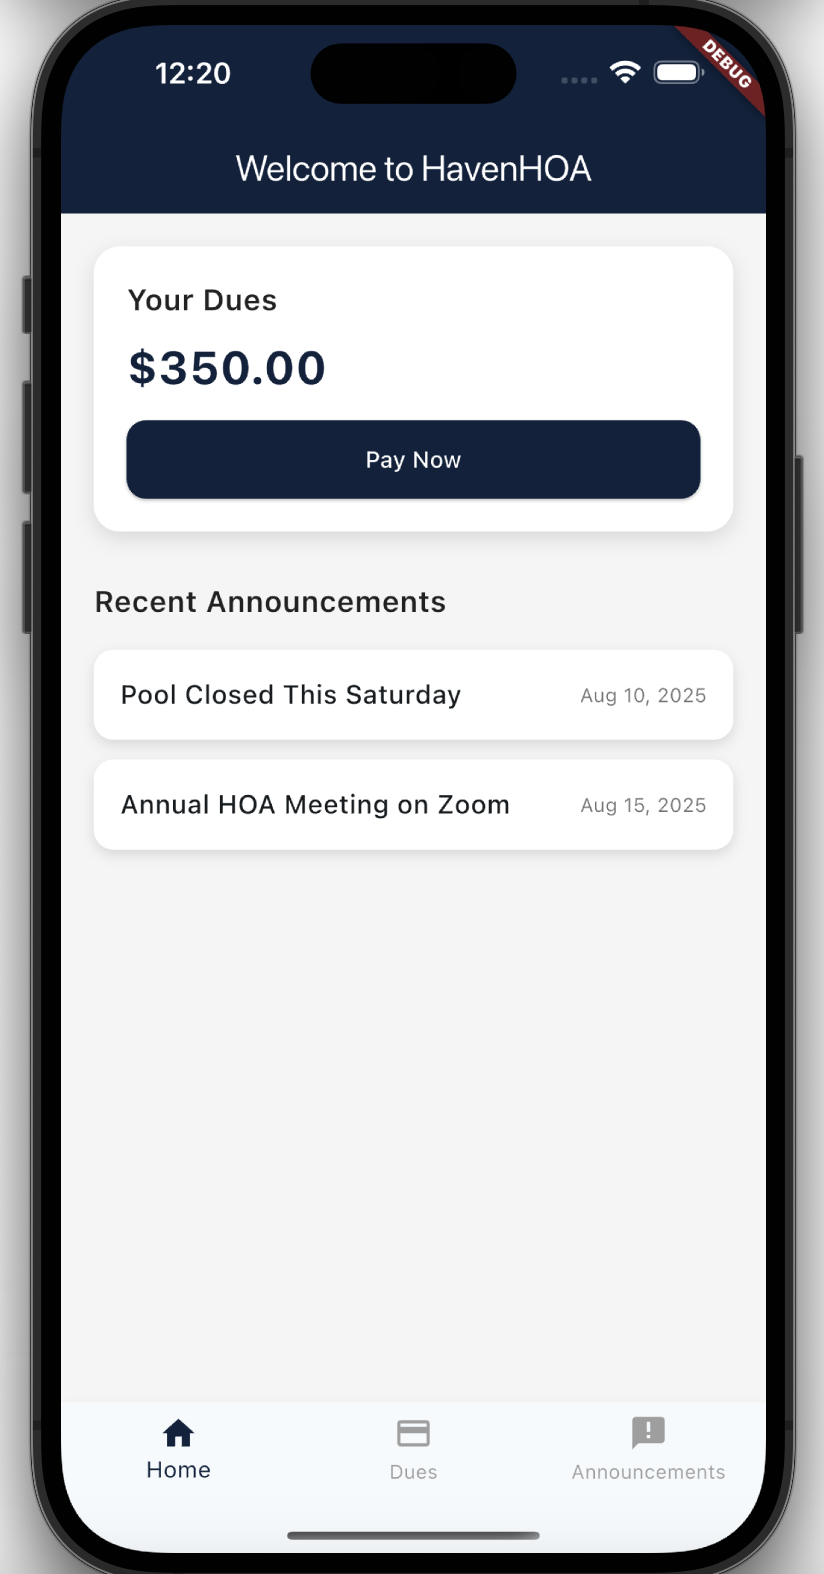 12:20
DEBUG
Welcome to HavenHOA
Your Dues
$350.00
Pay Now
Recent Announcements
Pool Closed This Saturday Aug 10, 2025
Annual HOA Meeting on Zoom Aug 15, 2025
Home Dues Announcements